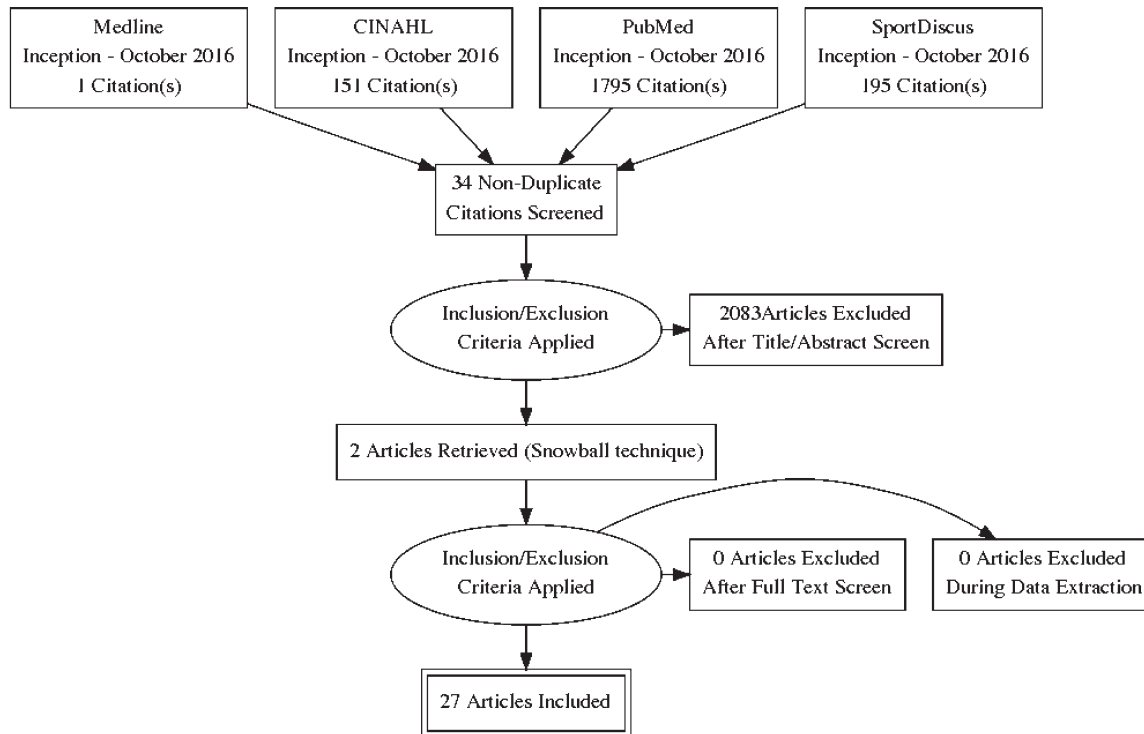 Medline
Inception - October 2016
1 Citation(s)
CINAHL
Inception - October 2016
151 Citation(s)
PubMed
Inception - October 2016
1795 Citation(s)
SportDiscus
Inception - October 2016
195 Citation(s)
34 Non-Duplicate
Citations Screened
Inclusion/Exclusion
Criteria Applied
2083Articles Excluded
After Title/Abstract Screen
2 Articles Retrieved (Snowball technique)
Inclusion/Exclusion
Criteria Applied
0 Articles Excluded
After Full Text Screen
0 Articles Excluded
During Data Extraction
27 Articles Included